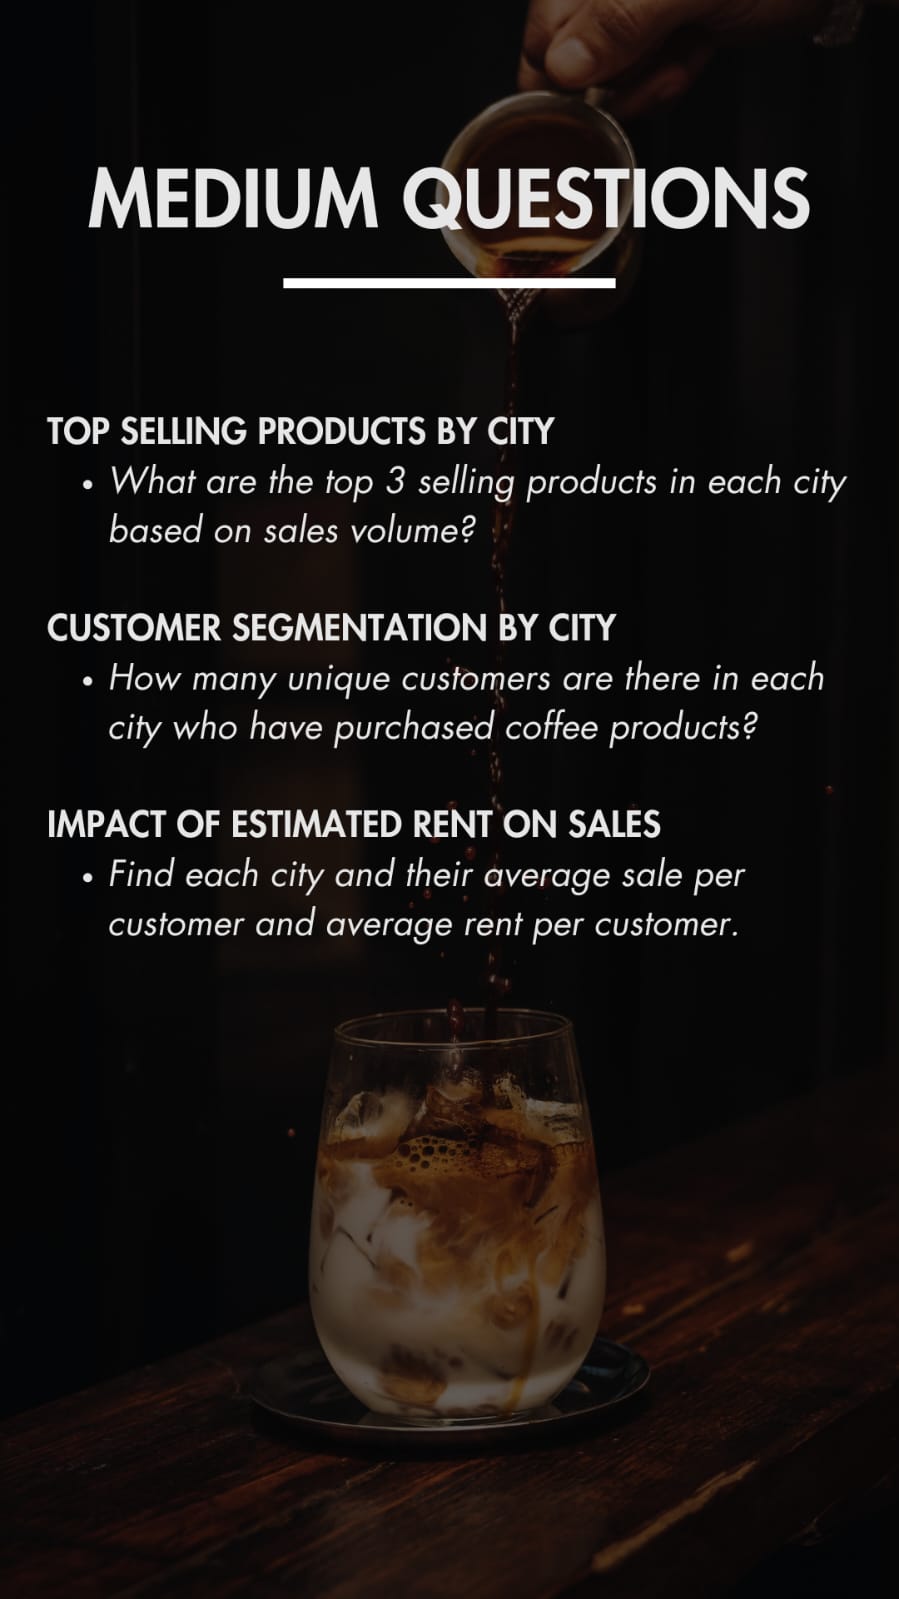 MEDIUM QUESTIONS
TOP SELLING PRODUCTS BY CITY
• What are the top 3 selling products in each city
based on sales volume?
CUSTOMER SEGMENTATION BY CITY
• How many unique customers are there in each
city who have purchased coffee products?
IMPACT OF ESTIMATED RENT ON SALES
• Find each city and their average sale per
customer and average rent per customer.